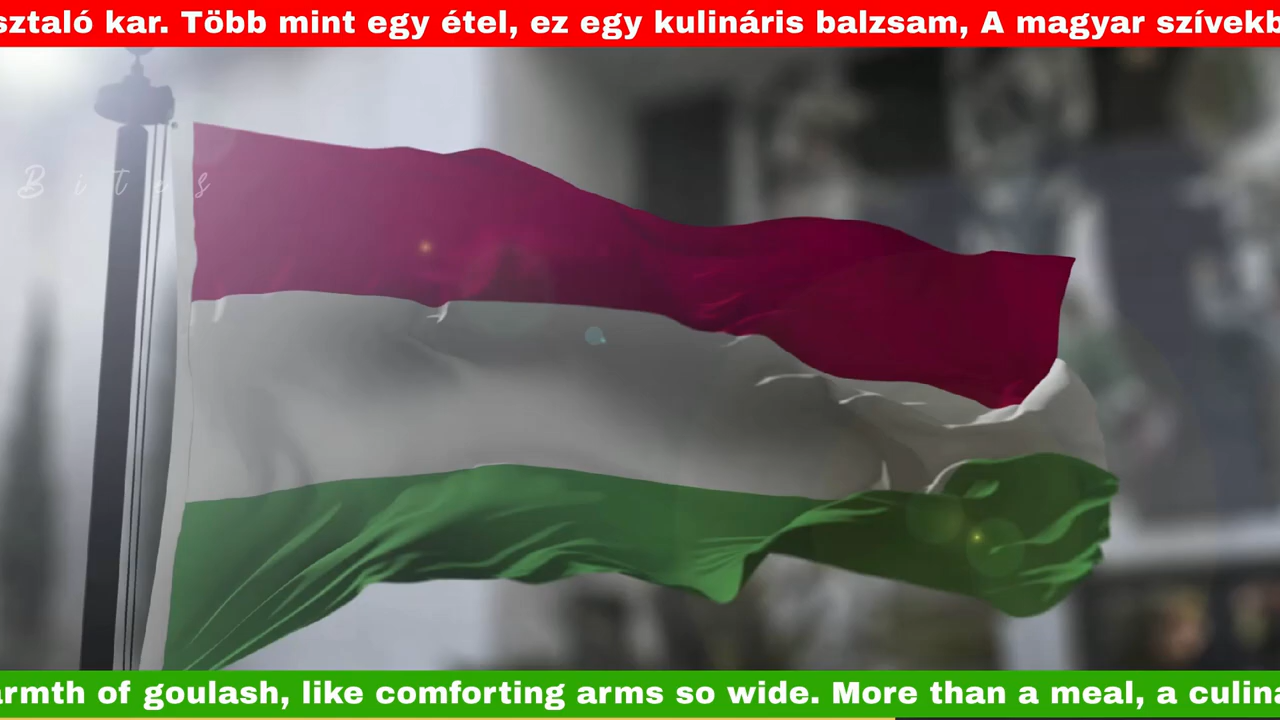 sztaló kar. Több mint egy étel, ez egy kulináris balzsam, A magyar szívekb
Bitos
armth of goulash, like comforting arms so wide. More than a meal, a culina